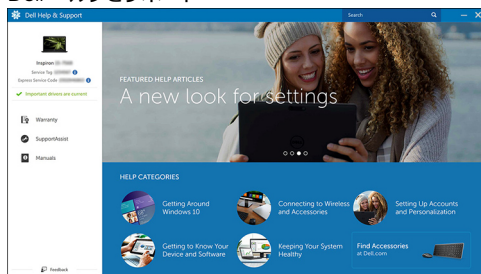 Dell Help & Support
Search
Inspiron
Service Tag
Express Service Code
Important drivers are current
Warranty
SupportAssist
Manuals
Feedback
FEATURED HELP ARTICLES
A new look for settings
HELP CATEGORIES
Getting Around
Windows 10
Connecting to Wireless
and Accessories
Setting Up Accounts
and Personalization
Getting to Know Your
Device and Software
Keeping Your System
Healthy
Find Accessories
at Dell.com